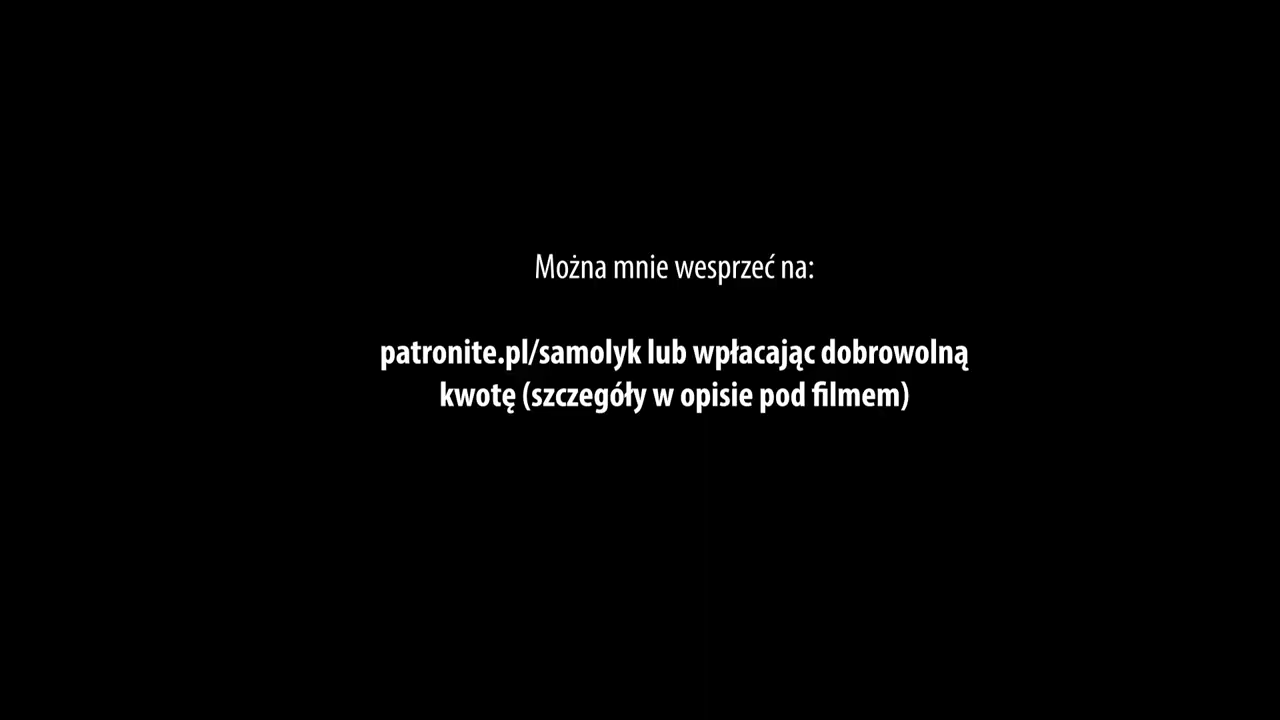 Można mnie wesprzeć na:
patronite.pl/samolyk lub wpłacając dobrowolną
kwotę (szczegóły w opisie pod filmem)